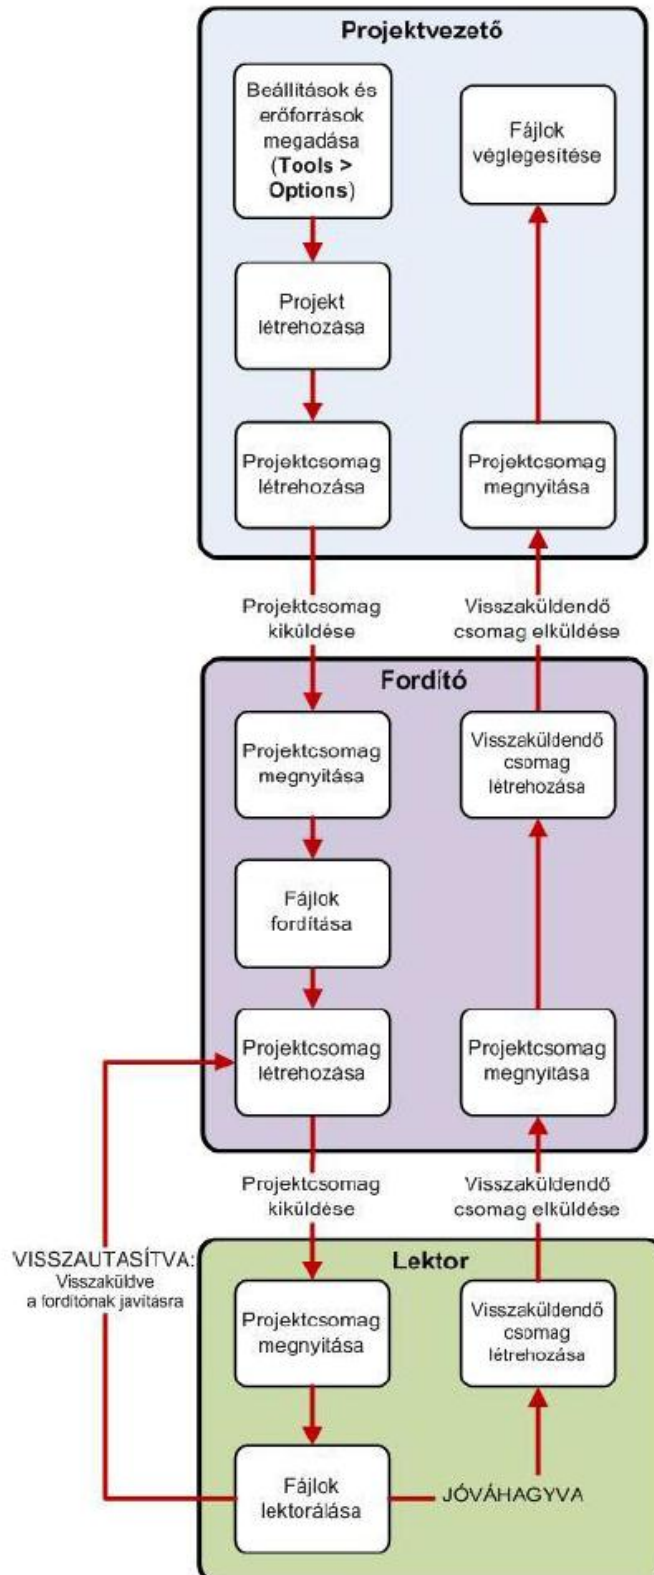 Projektvezető
Beállítások és
erőforrások
megadása
(Tools >
Options)
Fájlok
véglegesítése
Projekt
létrehozása
Projektcsomag
létrehozása
Projektcsomag
megnyitása
Projektcsomag
kiküldése
Visszaküldendő
csomag elküldése
Fordító
Projektcsomag
megnyitása
Visszaküldendő
csomag
létrehozása
Fájlok
fordítása
Projektcsomag
létrehozása
Projektcsomag
megnyitása
Projektcsomag
kiküldése
Visszaküldendő
csomag elküldése
VISSZAUTASÍTVA:
Visszaküldve
a fordítónak javításra
Lektor
Projektcsomag
megnyitása
Visszaküldendő
csomag
létrehozása
Fájlok
lektorálása
JÓVÁHAGYVA